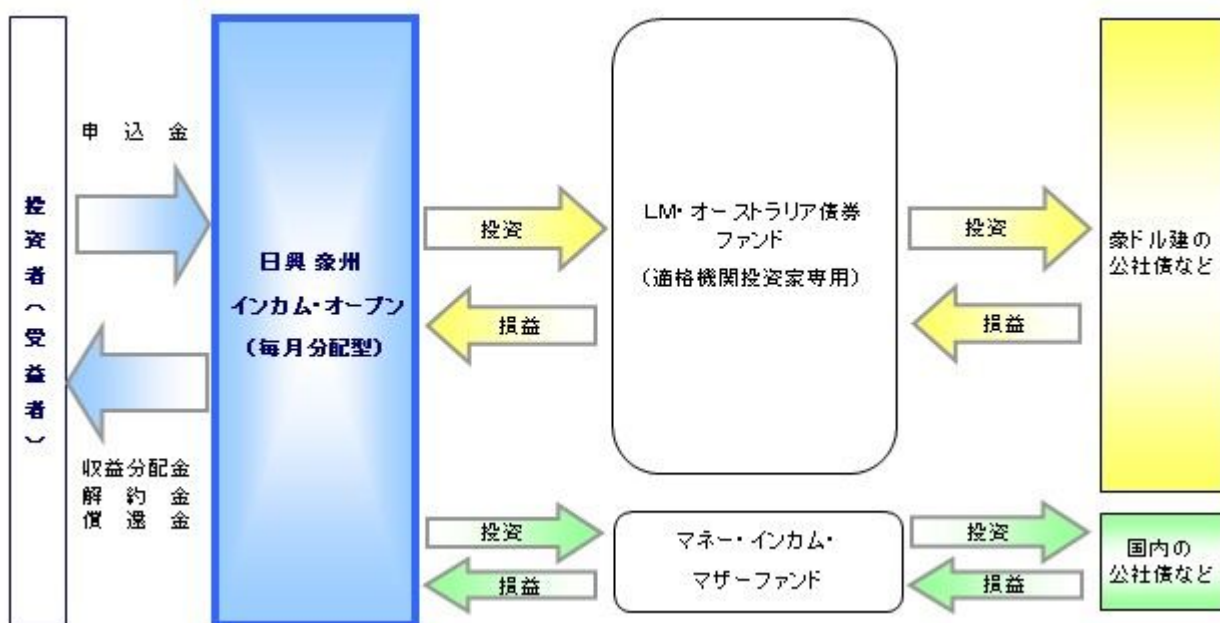 投資者(受益者)
申 込 金
収益分配金
解 約 金
償 還 金
日興 豪州
インカム・オープン
(毎月分配型)
投資
損益
LM・オーストラリア債券
ファンド
(適格機関投資家専用)
投資
損益
豪ドル建の
公社債など
投資
損益
マネー・インカム・
マザーファンド
投資
損益
国内の
公社債など